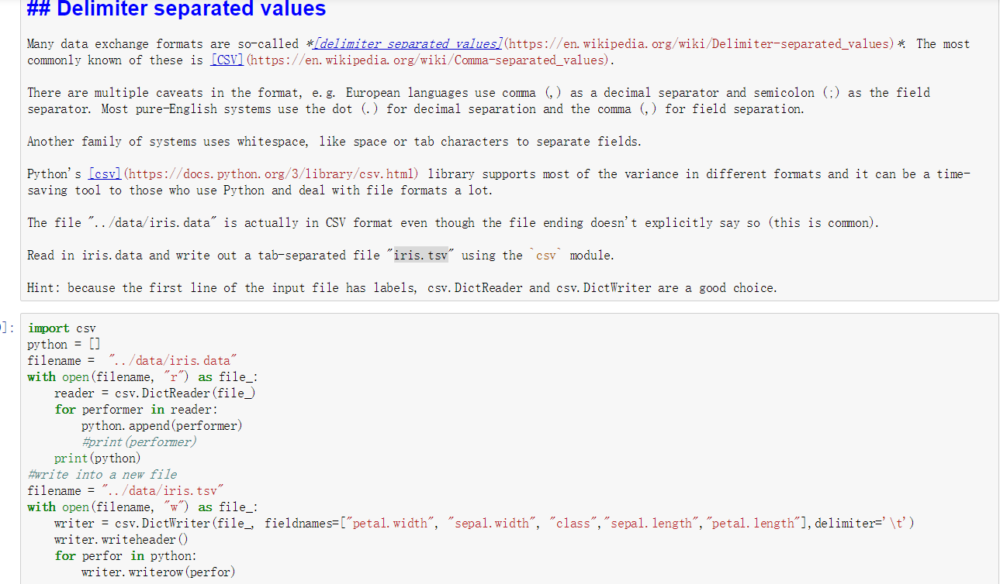 ## Delimiter separated values
Many data exchange formats are so-called *[delimiter separated values](https://en.wikipedia.org/wiki/Delimiter-separated_values)*. The most
commonly known of these is [CSV](https://en.wikipedia.org/wiki/Comma-separated_values).
There are multiple caveats in the format, e.g. European languages use comma (,) as a decimal separator and semicolon (;) as the field
separator. Most pure-English systems use the dot (.) for decimal separation and the comma (,) for field separation.
Another family of systems uses whitespace, like space or tab characters to separate fields.
Python's [csv](https://docs.python.org/3/library/csv.html) library supports most of the variance in different formats and it can be a time-
saving tool to those who use Python and deal with file formats a lot.
The file "../data/iris.data" is actually in CSV format even though the file ending doesn't explicitly say so (this is common).
Read in iris.data and write out a tab-separated file "iris.tsv" using the `csv` module.
Hint: because the first line of the input file has labels, csv.DictReader and csv.DictWriter are a good choice.
]: import csv
python = []
filename =  "../data/iris.data"
with open(filename, "r") as file_:
    reader = csv.DictReader(file_)
    for performer in reader:
        python.append(performer)
        #print(performer)
    print(python)
#write into a new file
filename = "../data/iris.tsv"
with open(filename, "w") as file_:
    writer = csv.DictWriter(file_, fieldnames=["petal.width", "sepal.width", "class","sepal.length","petal.length"],delimiter='\t')
    writer.writeheader()
    for perfor in python:
        writer.writerow(perfor)